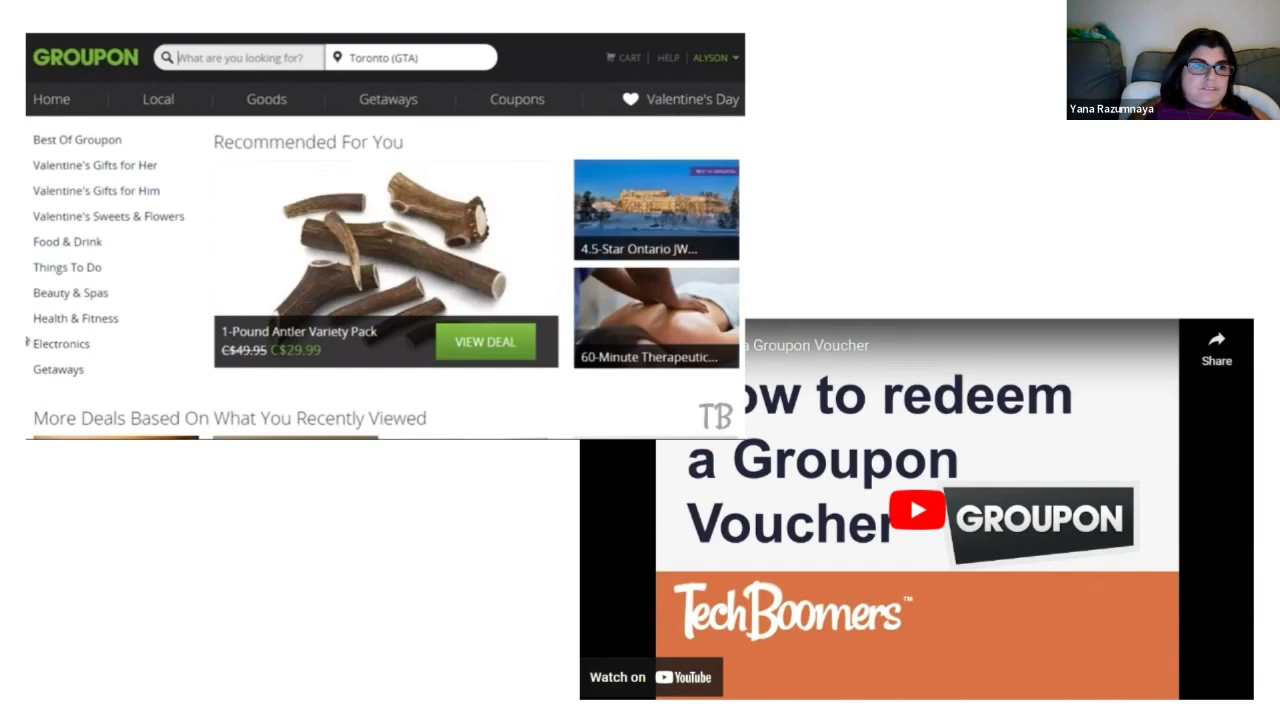 GROUPON
What are you looking for?
Toronto (GTA)
CART | HELP | ALYSON
Home
Local
Goods
Getaways
Coupons
Valentine's Day
Best Of Groupon
Valentine's Gifts for Her
Valentine's Gifts for Him
Valentine's Sweets & Flowers
Food & Drink
Things To Do
Beauty & Spas
Health & Fitness
Electronics
Getaways
Recommended For You
1-Pound Antler Variety Pack
C$49.95 C$29.99
VIEW DEAL
4.5-Star Ontario JW...
60-Minute Therapeutic...
More Deals Based On What You Recently Viewed
TB
Yana Razumnaya
a Groupon Voucher
Share
ow to redeem
a Groupon
Voucher
GROUPON
TechBoomers™
Watch on YouTube